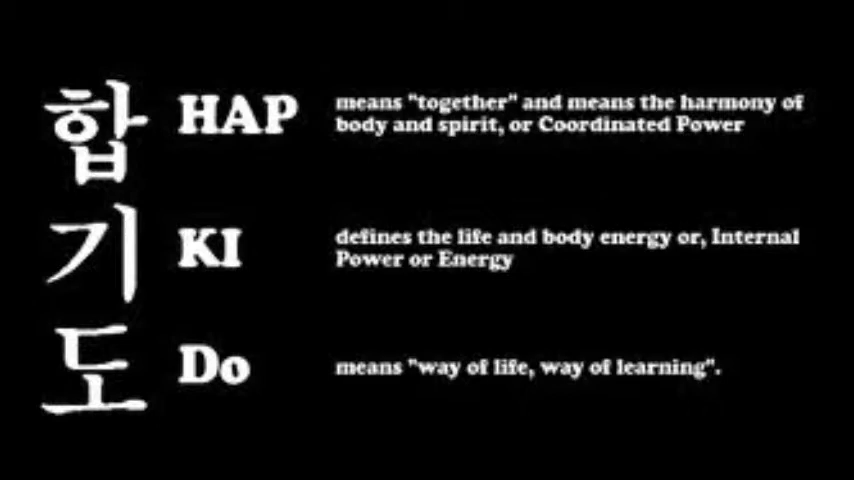 합 HAP means "together" and means the harmony of
body and spirit, or Coordinated Power
기 KI defines the life and body energy or, Internal
Power or Energy
도 Do means "way of life, way of learning".